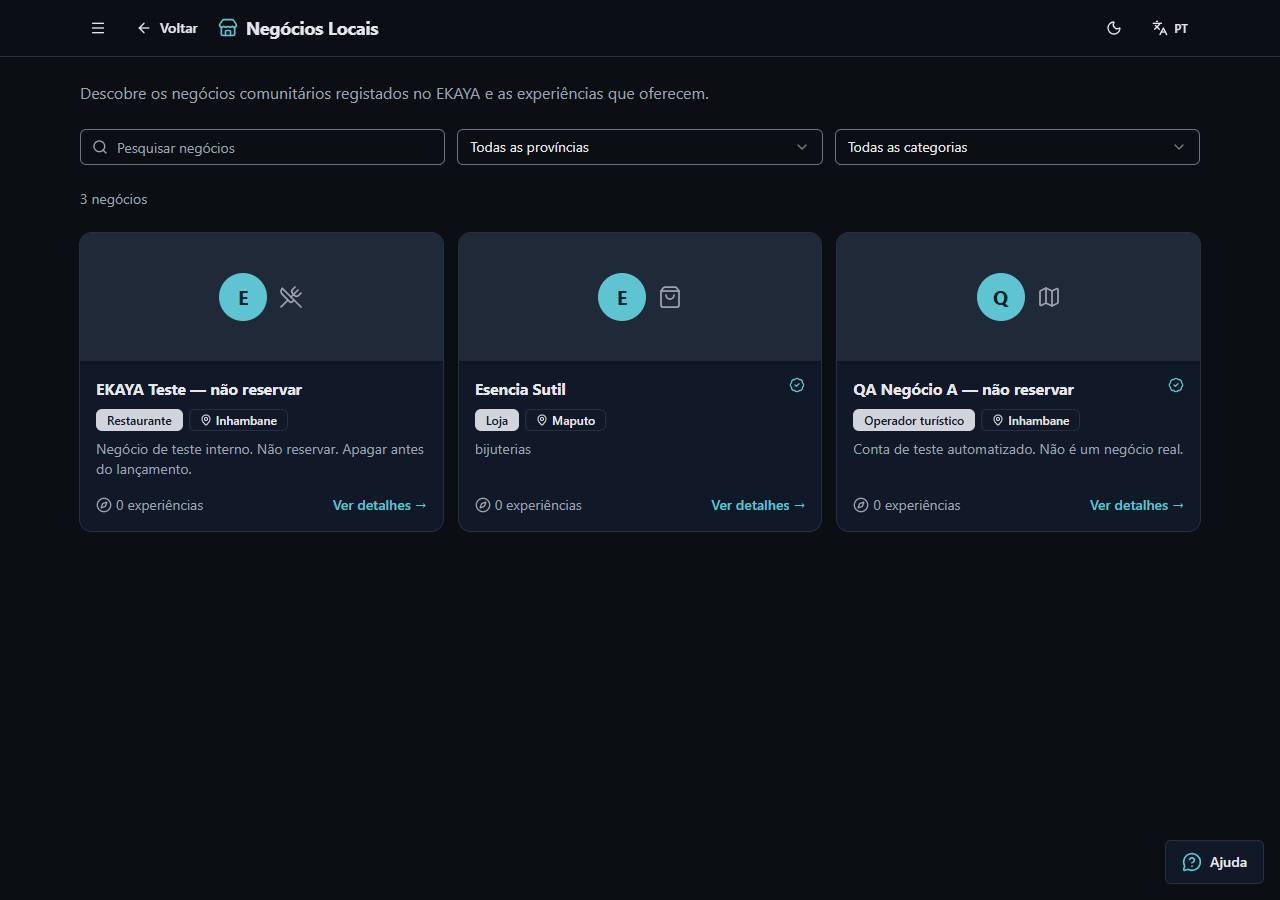 Voltar
Negócios Locais
PT
Descobre os negócios comunitários registados no EKAYA e as experiências que oferecem.
Pesquisar negócios
Todas as províncias
Todas as categorias
3 negócios
E
EKAYA Teste — não reservar
Restaurante
Inhambane
Negócio de teste interno. Não reservar. Apagar antes
do lançamento.
0 experiências
Ver detalhes →
E
Esencia Sutil
Loja
Maputo
bijuterias
0 experiências
Ver detalhes →
Q
QA Negócio A — não reservar
Operador turístico
Inhambane
Conta de teste automatizado. Não é um negócio real.
0 experiências
Ver detalhes →
Ajuda